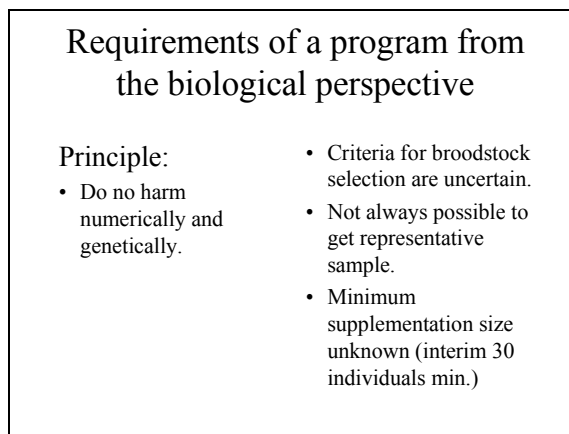 Requirements of a program from
the biological perspective
Principle:
• Do no harm
numerically and
genetically.
• Criteria for broodstock
selection are uncertain.
• Not always possible to
get representative
sample.
• Minimum
supplementation size
unknown (interim 30
individuals min.)